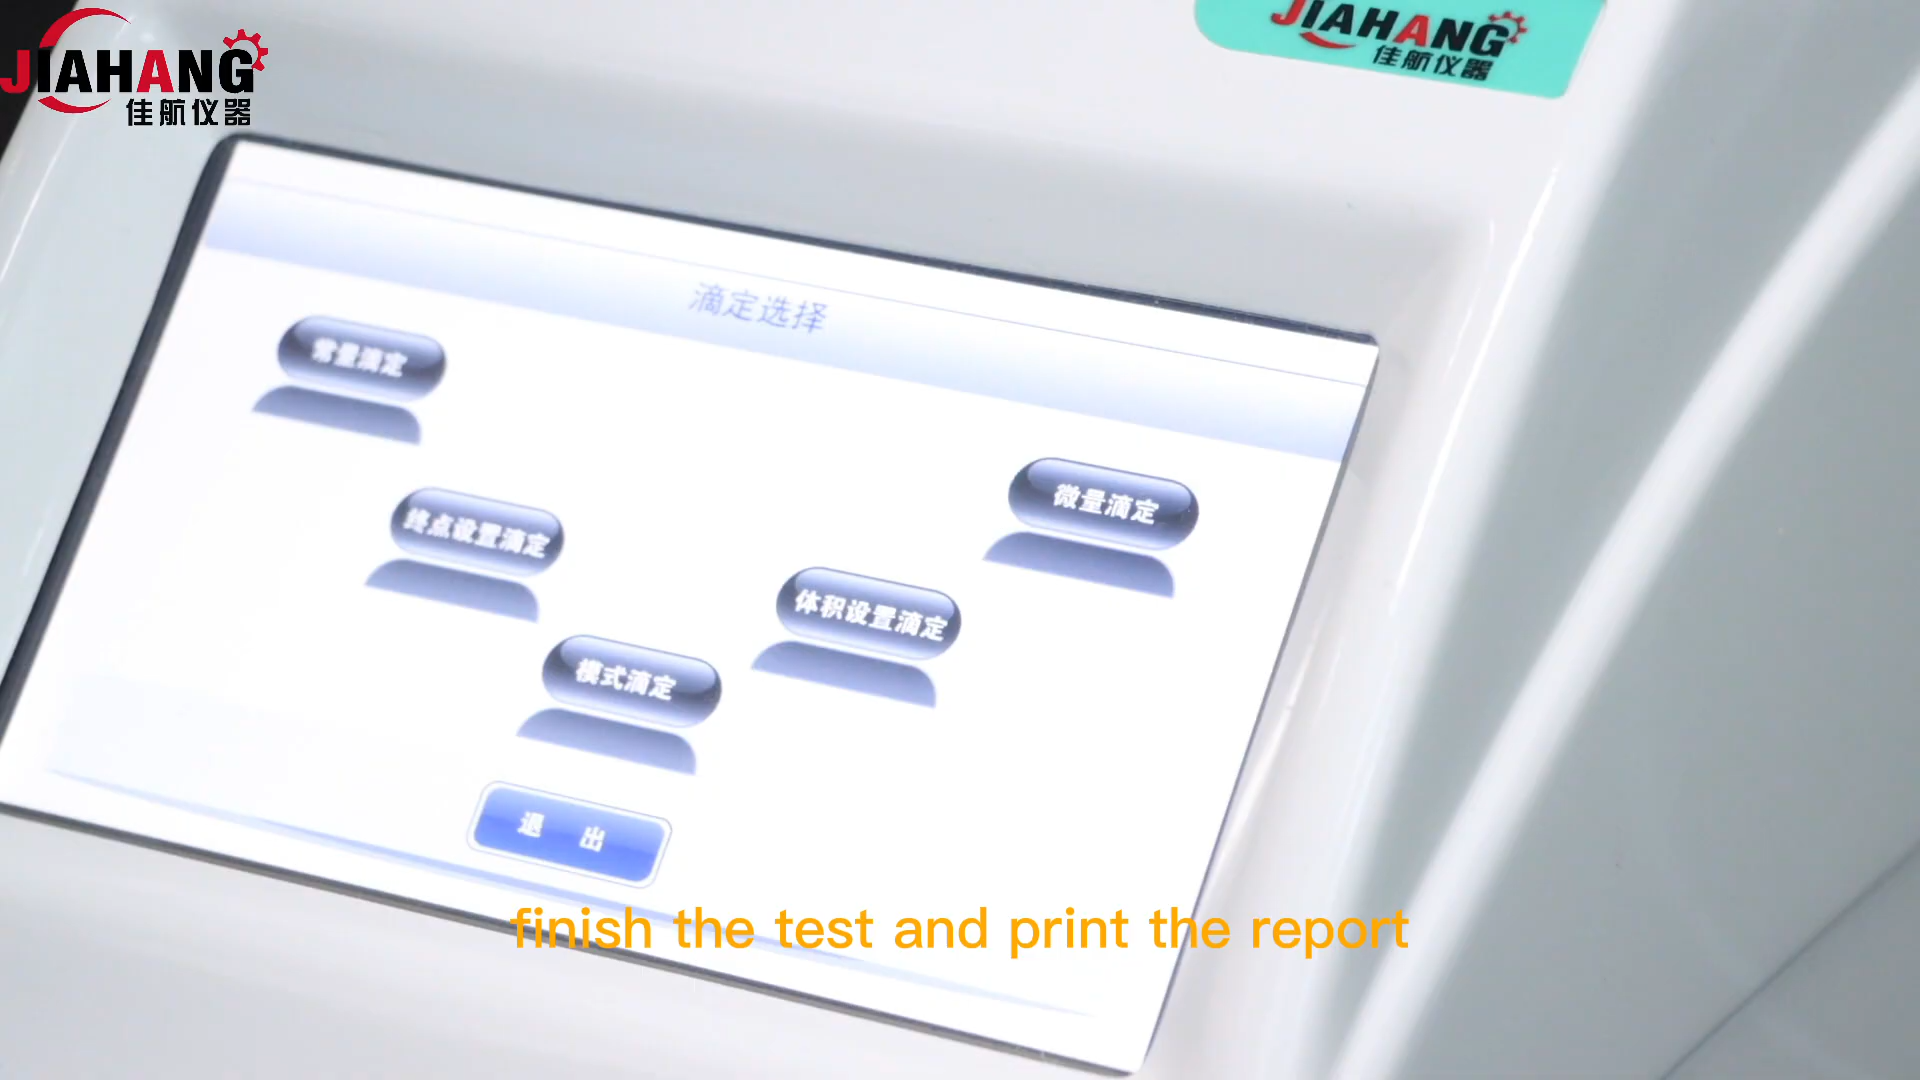 JIAHANG
佳航仪器
JIAHANG
佳航仪器
滴定选择
常量滴定
微量滴定
终点设置滴定
体积设置滴定
模式滴定
退 出
finish the test and print the report